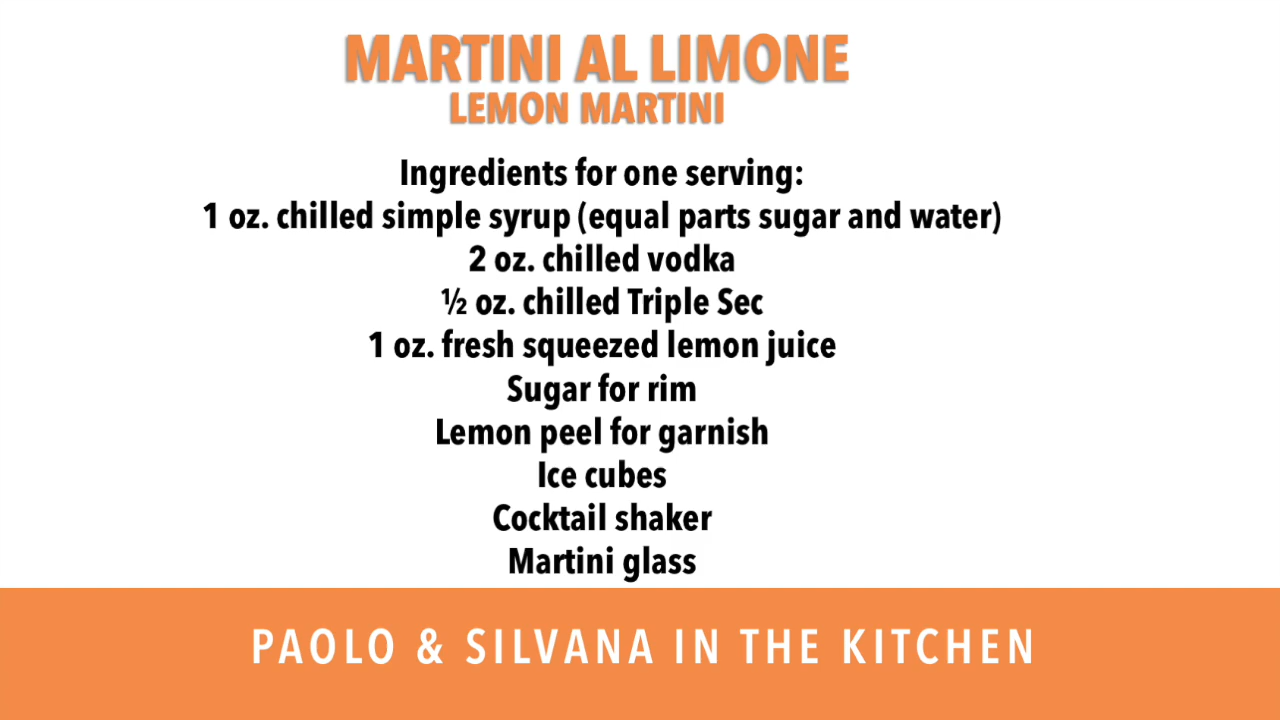 MARTINI AL LIMONE
LEMON MARTINI
Ingredients for one serving:
1 oz. chilled simple syrup (equal parts sugar and water)
2 oz. chilled vodka
½ oz. chilled Triple Sec
1 oz. fresh squeezed lemon juice
Sugar for rim
Lemon peel for garnish
Ice cubes
Cocktail shaker
Martini glass
PAOLO & SILVANA IN THE KITCHEN